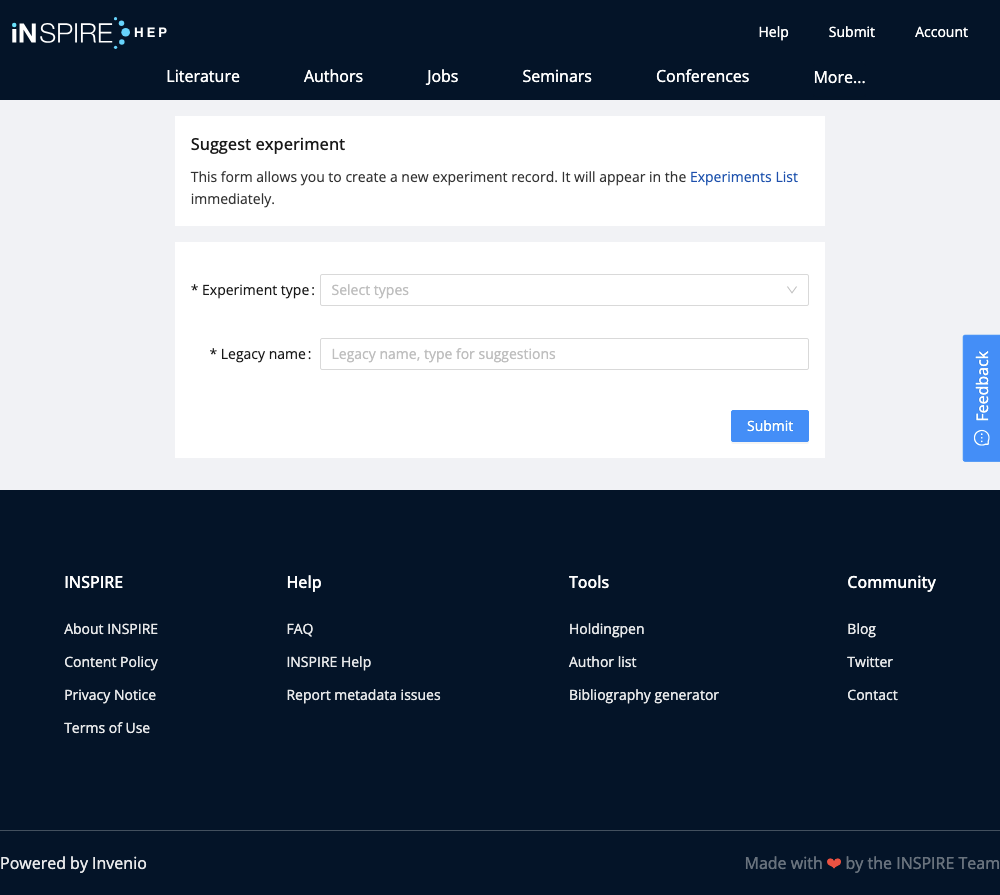 iNSPIRE HEP
Help Submit Account
Literature Authors Jobs Seminars Conferences More...
Suggest experiment
This form allows you to create a new experiment record. It will appear in the Experiments List
immediately.
* Experiment type: Select types
* Legacy name: Legacy name, type for suggestions
Submit
Feedback
INSPIRE Help Tools Community
About INSPIRE FAQ Holdingpen Blog
Content Policy INSPIRE Help Author list Twitter
Privacy Notice Report metadata issues Bibliography generator Contact
Terms of Use
Powered by Invenio Made with ❤ by the INSPIRE Team